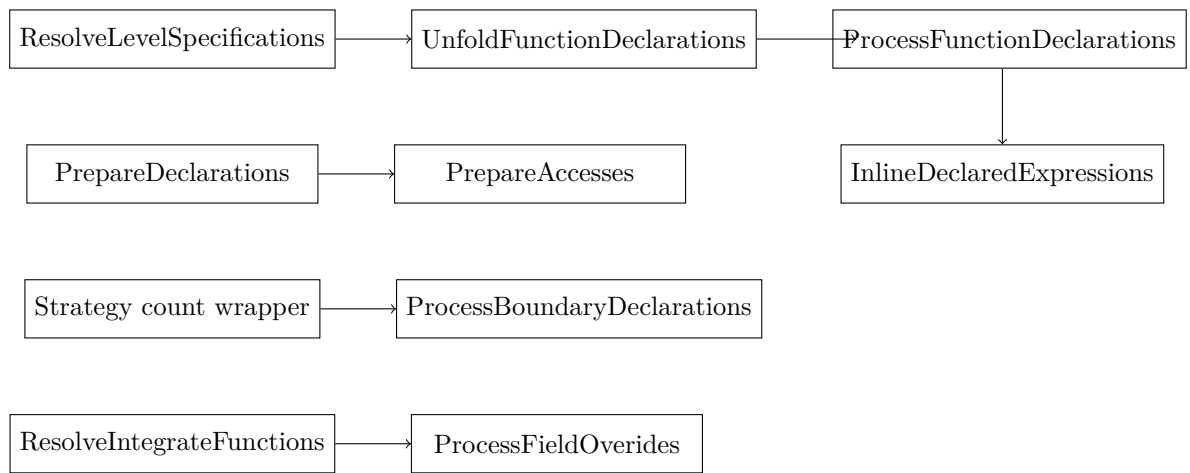 ResolveLevelSpecifications
UnfoldFunctionDeclarations
ProcessFunctionDeclarations
PrepareDeclarations
PrepareAccesses
InlineDeclaredExpressions
Strategy count wrapper
ProcessBoundaryDeclarations
ResolveIntegrateFunctions
ProcessFieldOverides